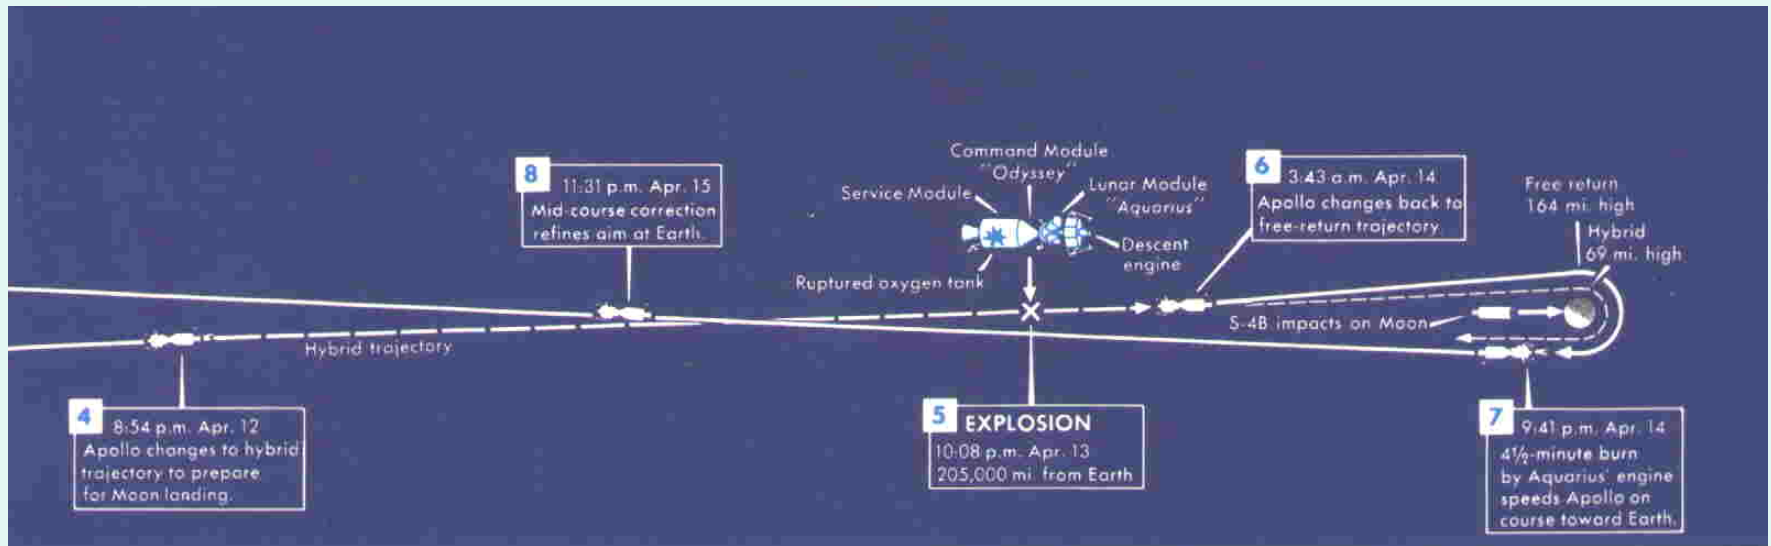 8
11:31 p.m. Apr. 15
Mid-course correction
refines aim at Earth.
Command Module
"Odyssey"
Service Module
Lunar Module
"Aquarius"
Descent
engine
Ruptured oxygen tank
6
3:43 a.m. Apr. 14
Apollo changes back to
free-return trajectory
Free return
164 mi. high
Hybrid
69 mi. high
S-4B impacts on Moon
Hybrid trajectory
4
8:54 p.m. Apr. 12
Apollo changes to hybrid
trajectory to prepare
for Moon landing.
5 EXPLOSION
10:08 p.m. Apr. 13
205,000 mi. from Earth
7
9:41 p.m. Apr. 14
4½-minute burn
by Aquarius' engine
speeds Apollo on
course toward Earth.